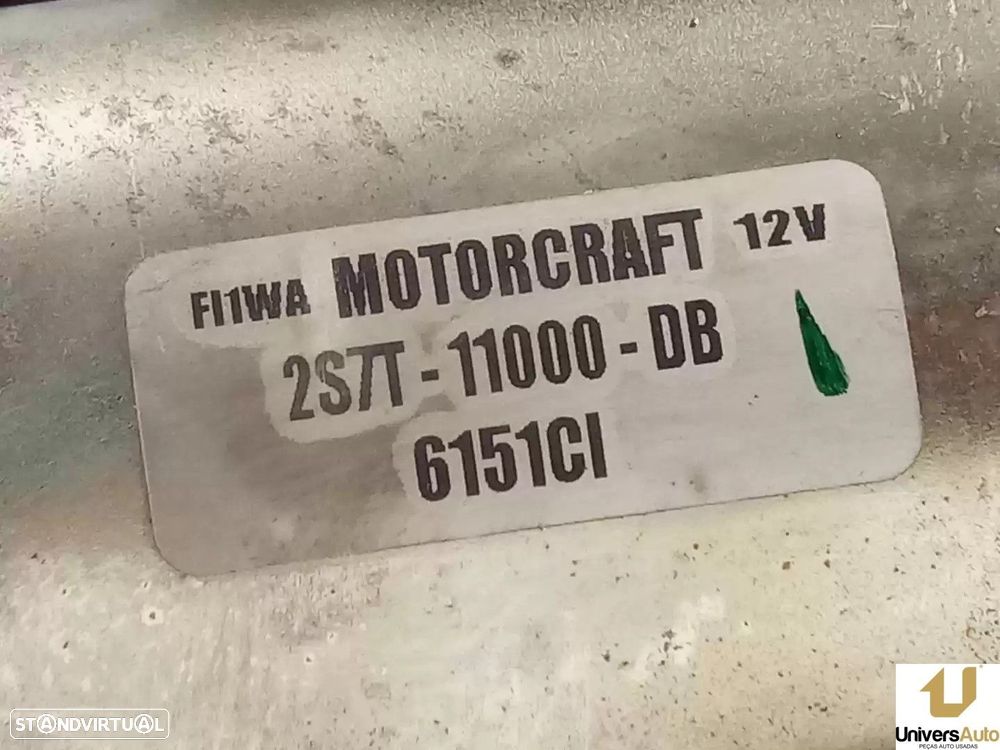 FI1WA MOTORCRAFT 12V
2S7T-11000-DB
6151CI
STANDVIRTUAL
UniversAuto
PEÇAS AUTO USADAS